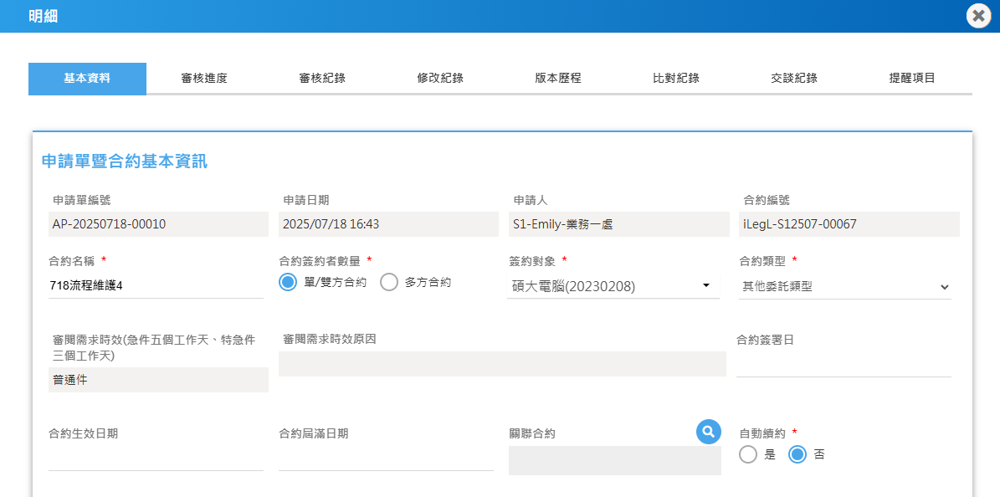 明細
基本資料 審核進度 審核紀錄 修改紀錄 版本歷程 比對紀錄 交談紀錄 提醒項目
申請單暨合約基本資訊
申請單編號 申請日期 申請人 合約編號
AP-20250718-00010 2025/07/18 16:43 S1-Emily-業務一處 iLegL-S12507-00067
合約名稱 * 合約簽約者數量 * 簽約對象 * 合約類型 *
718流程維護4 單/雙方合約 多方合約 碩大電腦(20230208) 其他委託類型
審閱需求時效(急件五個工作天、特急件 審閱需求時效原因 合約簽署日
三個工作天)
普通件
合約生效日期 合約屆滿日期 關聯合約 自動續約 *
是 否